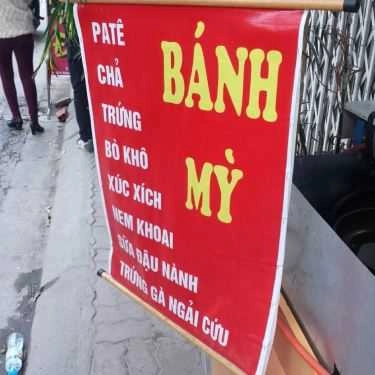 PATÊ
CHẢ
TRỨNG
BÒ KHÔ
XÚC XÍCH
NEM KHOAI
SỮA ĐẬU NÀNH
TRỨNG GÀ NGẢI CỨU
BÁNH
MỲ